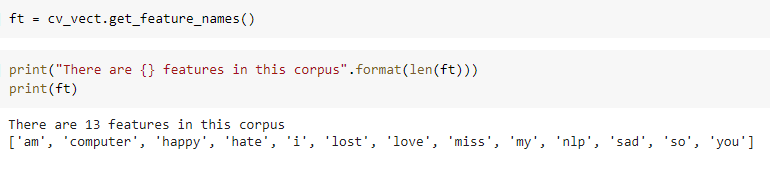 ft = cv_vect.get_feature_names()
print("There are {} features in this corpus".format(len(ft)))
print(ft)
There are 13 features in this corpus
['am', 'computer', 'happy', 'hate', 'i', 'lost', 'love', 'miss', 'my', 'nlp', 'sad', 'so', 'you']